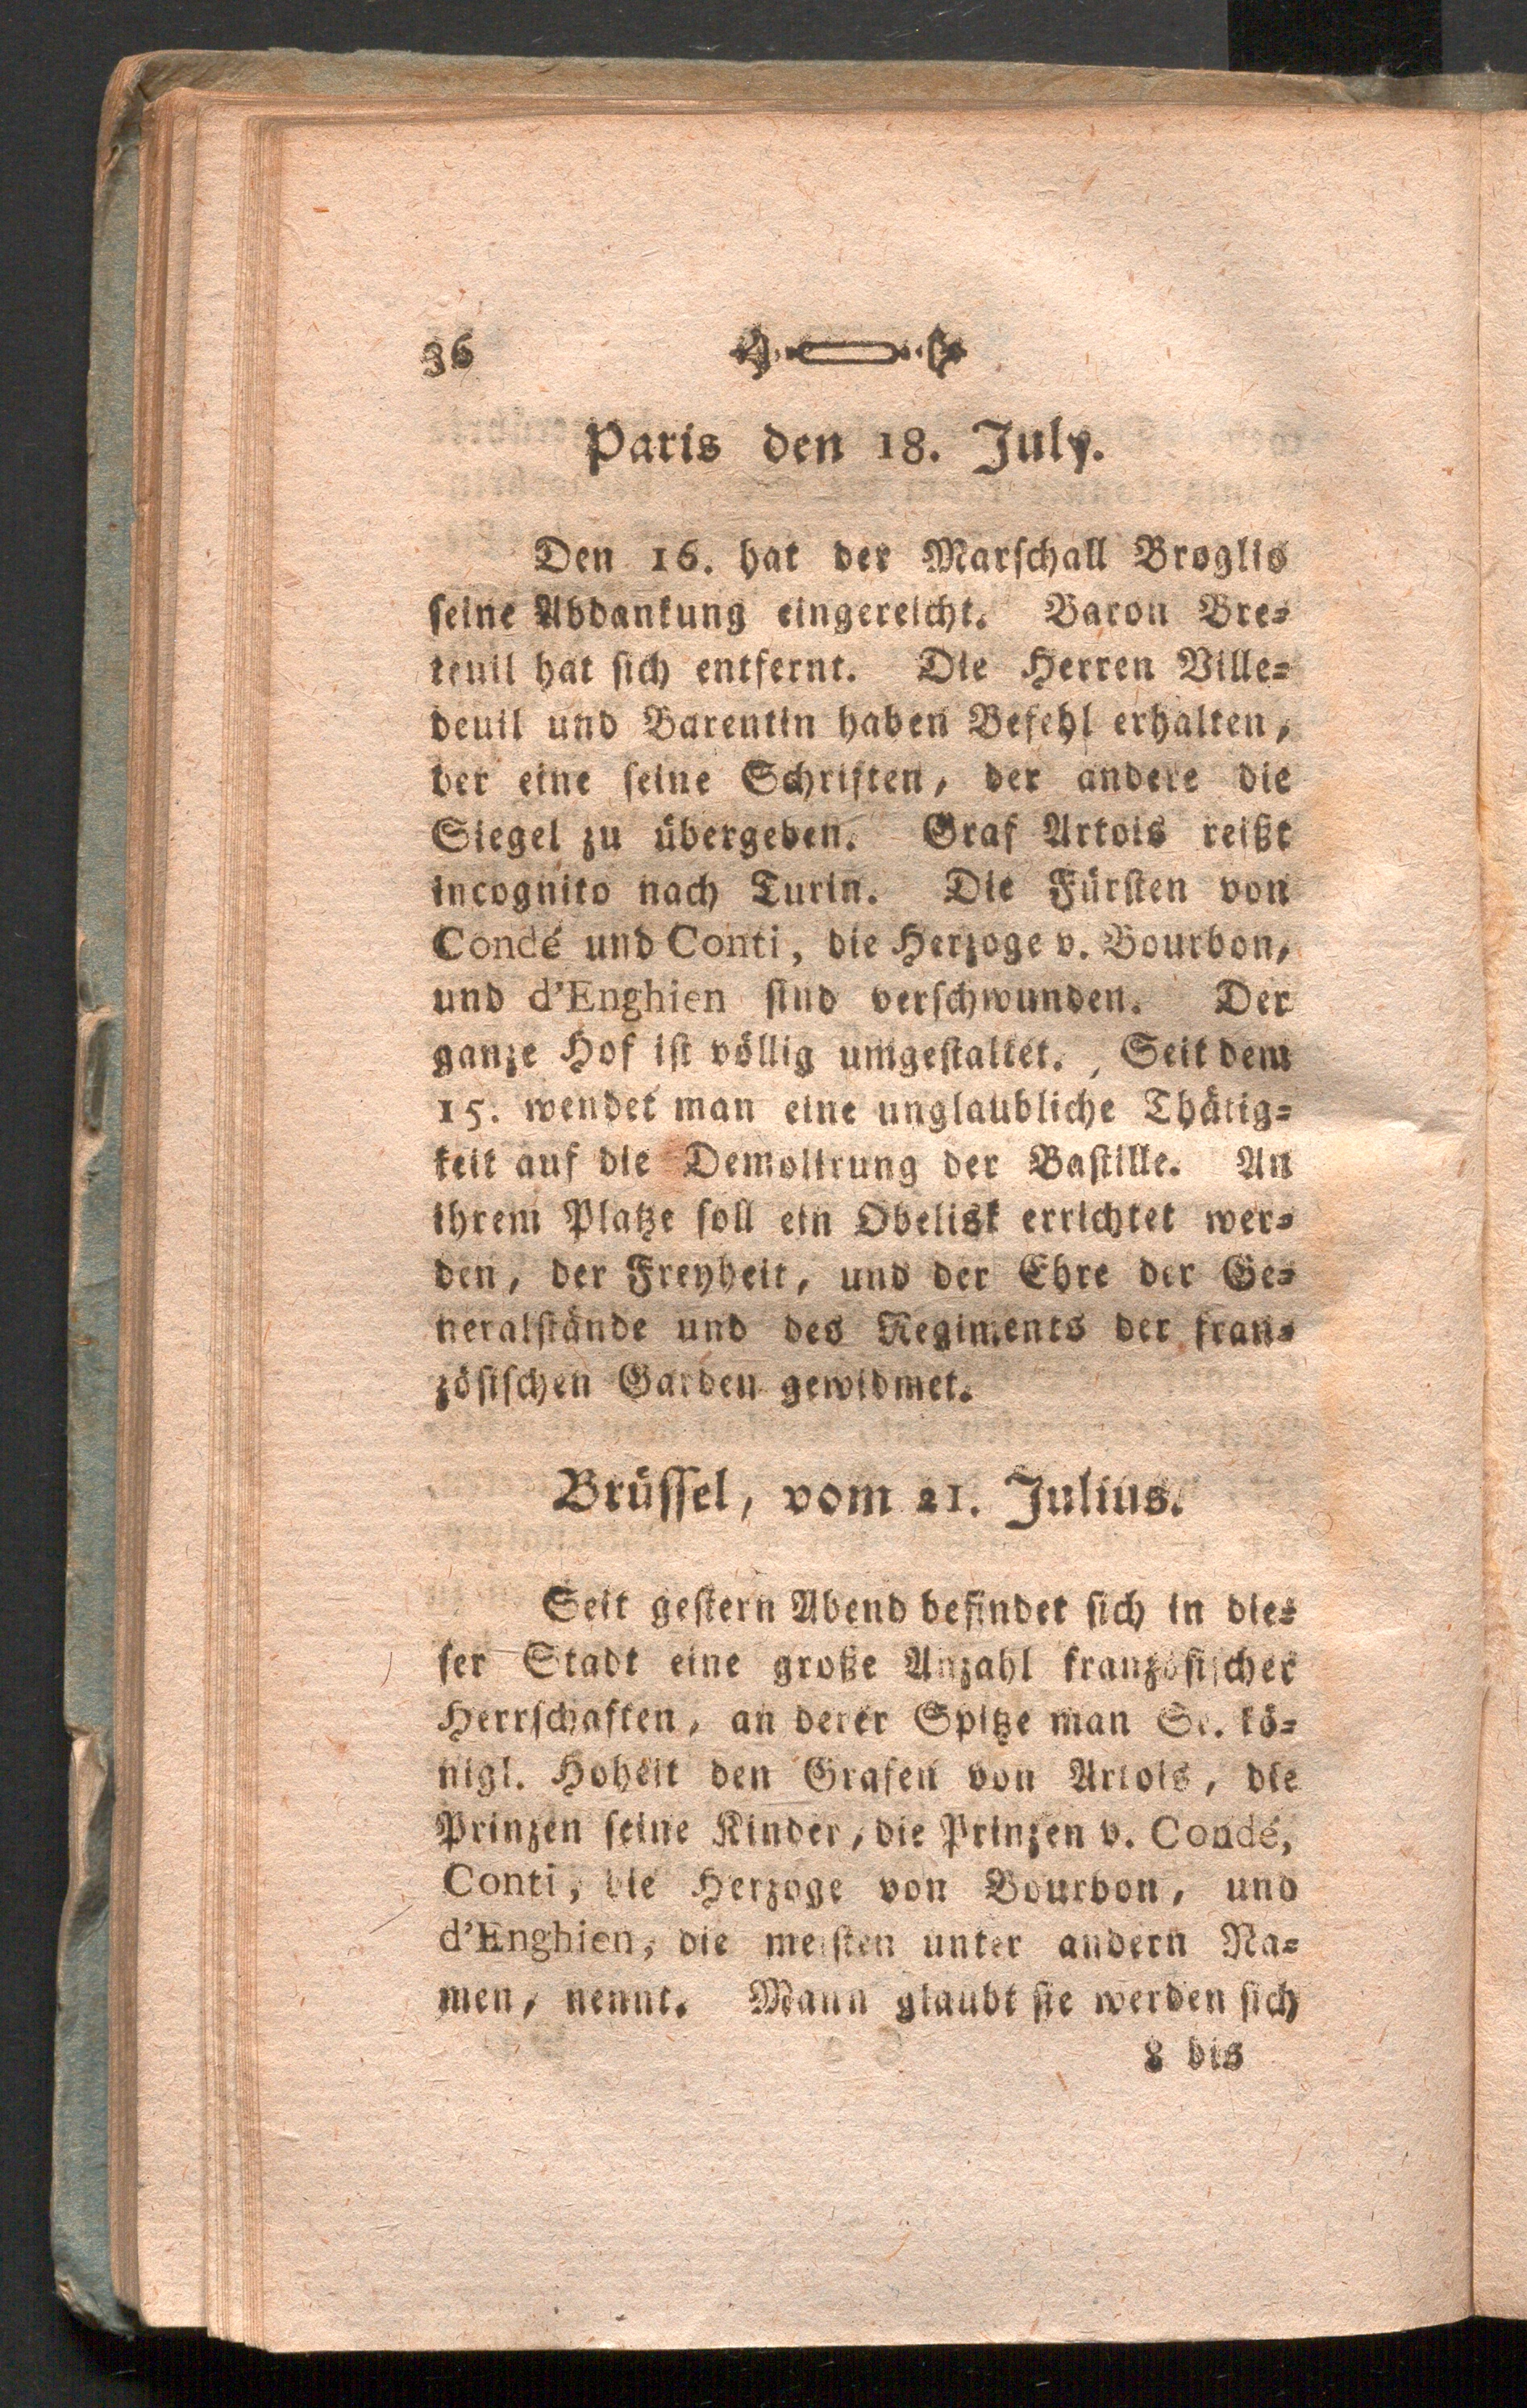 36
Paris den 18. July.
Den 16. hat der Marschall Broglio
seine Abdankung eingereicht. Baron Bre=
teuil hat sich entfernt. Die Herren Ville=
deuil und Barentin haben Befehl erhalten,
der eine seine Schriften, der andere die
Siegel zu übergeben. Graf Artois reißt
incognito nach Turin. Die Fürsten von
Condé und Conti, die Herzoge v. Bourbon,
und d'Enghien sind verschwunden. Der
ganze Hof ist völlig umgestaltet. Seit dem
15. wendet man eine unglaubliche Thätig=
keit auf die Demolirung der Bastille. An
ihrem Platze soll ein Obelisk errichtet wer=
den, der Freyheit, und der Ehre der Ge=
neralstände und des Regiments der fran=
zösischen Garden gewidmet.
Brüssel, vom 21. Julius.
Seit gestern Abend befindet sich in die=
ser Stadt eine große Anzahl französischer
Herrschaften, an derer Spitze man Se. kö=
nigl. Hoheit den Grafen von Artois, die
Prinzen seine Kinder, die Prinzen v. Condé,
Conti, die Herzoge von Bourbon, und
d'Enghien, die meisten unter andern Na=
men, nennt. Mann glaubt sie werden sich
8 bis